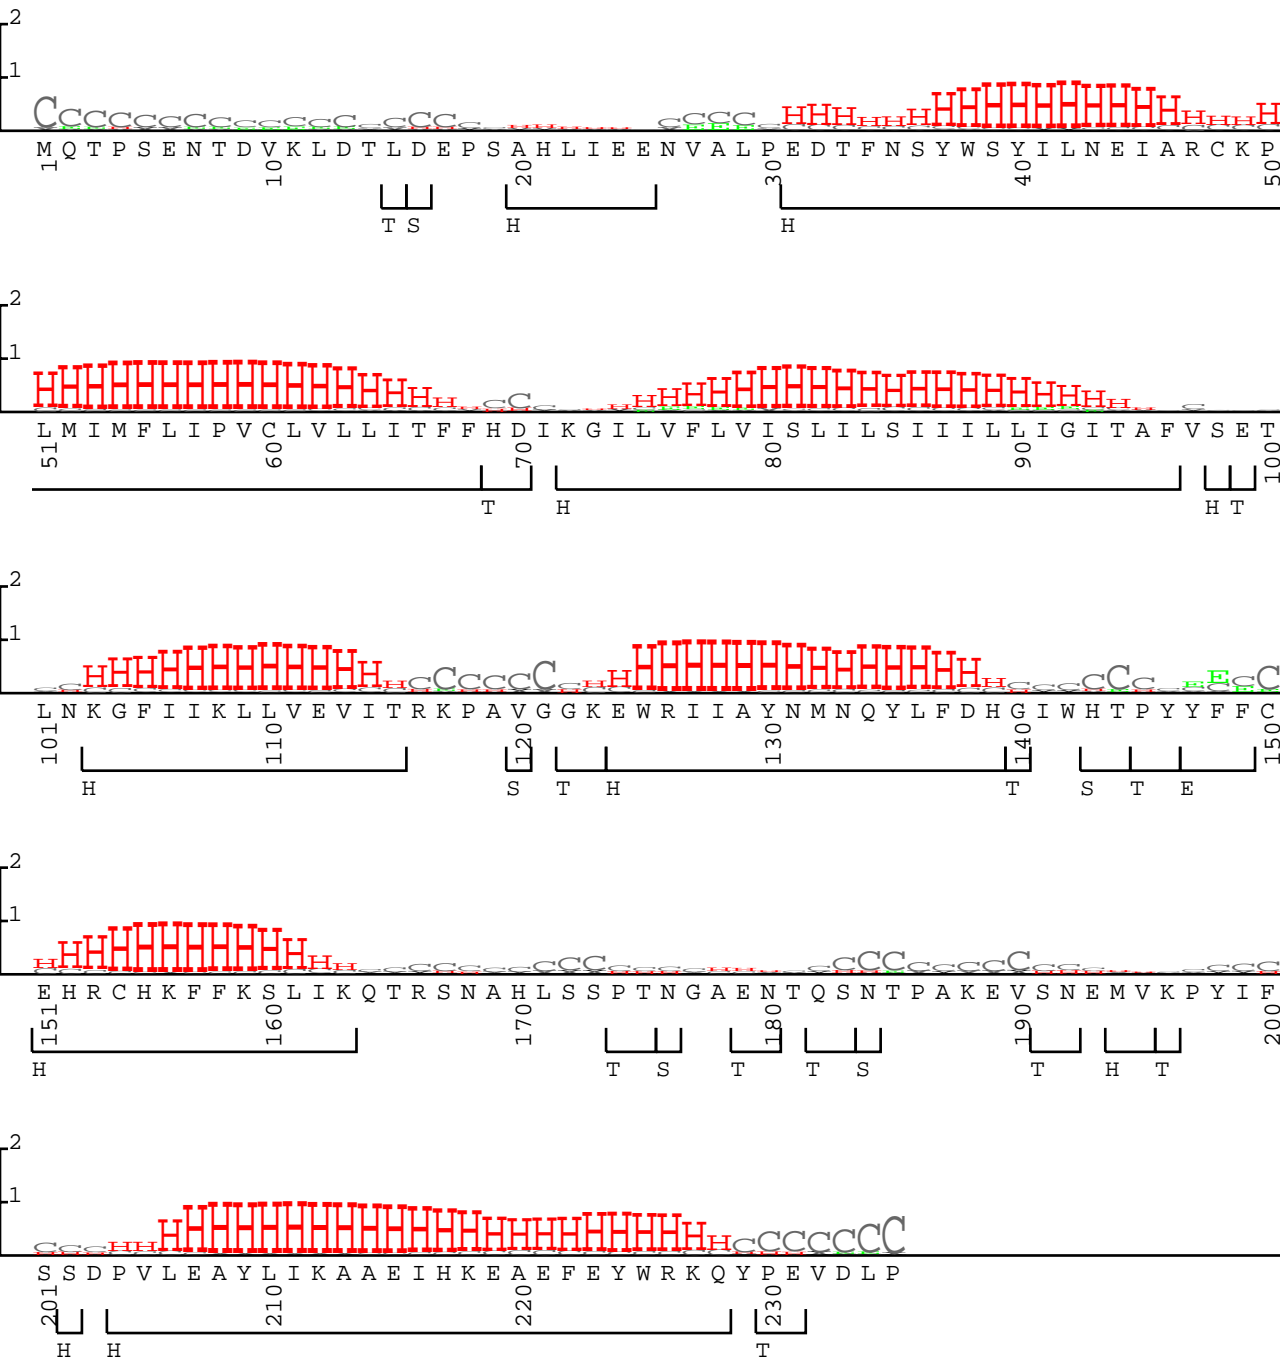 2
1
M Q T P S E N T D V K L D T L D E P S A H L I E E N V A L P E D T F N S Y W S Y I L N E I A R C K P
1 10 20 30 40 50
T S H H
2
1
L M I M F L I P V C L V L L I T F F H D I K G I L V F L V I S L I L S I I I L L I G I T A F V S E T
51 60 70 80 90 100
T H H T
2
1
L N K G F I I K L L V E V I T R K P A V G G K E W R I I A Y N M N Q Y L F D H G I W H T P Y Y F F C
101 110 120 130 140 150
H S T H T S T E
2
1
E H R C H K F F K S L I K Q T R S N A H L S S P T N G A E N T Q S N T P A K E V S N E M V K P Y I F
151 160 170 180 190 200
H T S T T S T H T
2
1
S S D P V L E A Y L I K A A E I H K E A E F E Y W R K Q Y P E V D L P
201 210 220 230
H H T